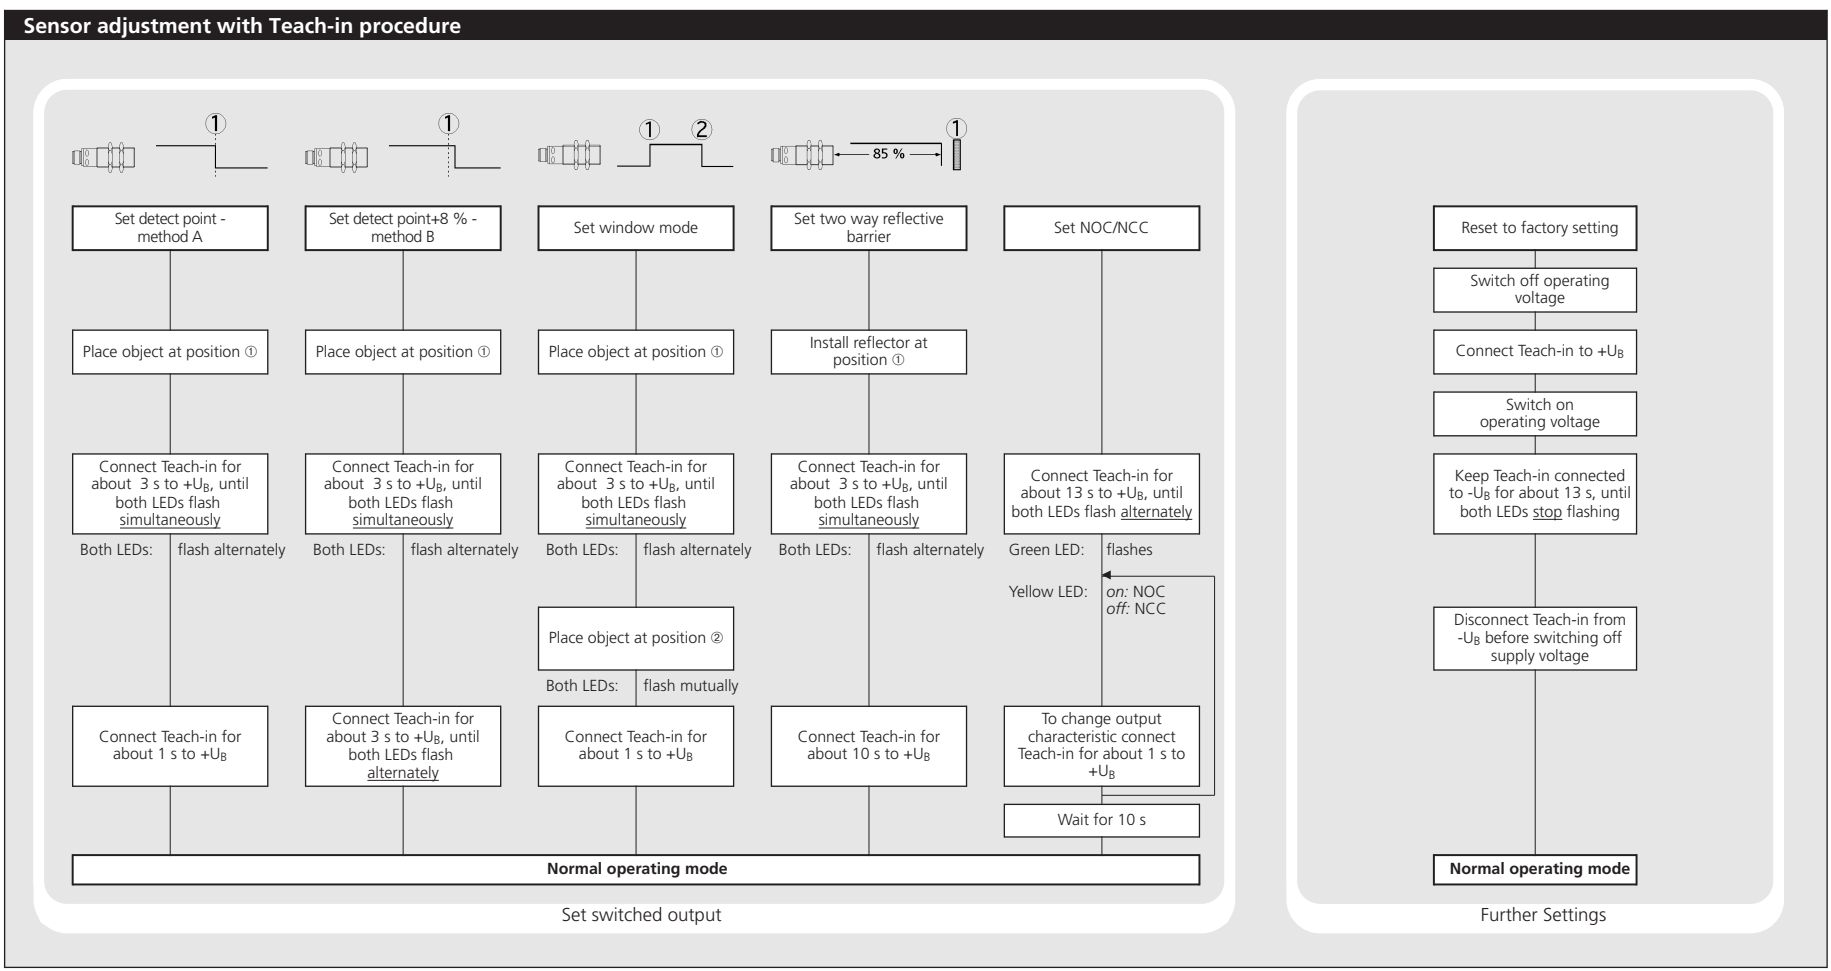 Sensor adjustment with Teach-in procedure
①
①
①
②
85 %
①
Set detect point -
method A
Place object at position ①
Connect Teach-in for
about 3 s to +UB, until
both LEDs flash
simultaneously
Both LEDs: flash alternately
Connect Teach-in for
about 1 s to +UB
Set detect point+8 % -
method B
Place object at position ①
Connect Teach-in for
about 3 s to +UB, until
both LEDs flash
simultaneously
Both LEDs: flash alternately
Connect Teach-in for
about 3 s to +UB, until
both LEDs flash
alternately
Set window mode
Place object at position ①
Connect Teach-in for
about 3 s to +UB, until
both LEDs flash
simultaneously
Both LEDs: flash alternately
Place object at position ②
Both LEDs: flash mutually
Connect Teach-in for
about 1 s to +UB
Set two way reflective
barrier
Install reflector at
position ①
Connect Teach-in for
about 3 s to +UB, until
both LEDs flash
simultaneously
Both LEDs: flash alternately
Connect Teach-in for
about 10 s to +UB
Set NOC/NCC
Connect Teach-in for
about 13 s to +UB, until
both LEDs flash alternately
Green LED: flashes
Yellow LED: on: NOC
off: NCC
To change output
characteristic connect
Teach-in for about 1 s to
+UB
Wait for 10 s
Normal operating mode
Set switched output
Reset to factory setting
Switch off operating
voltage
Connect Teach-in to +UB
Switch on
operating voltage
Keep Teach-in connected
to -UB for about 13 s, until
both LEDs stop flashing
Disconnect Teach-in from
-UB before switching off
supply voltage
Normal operating mode
Further Settings